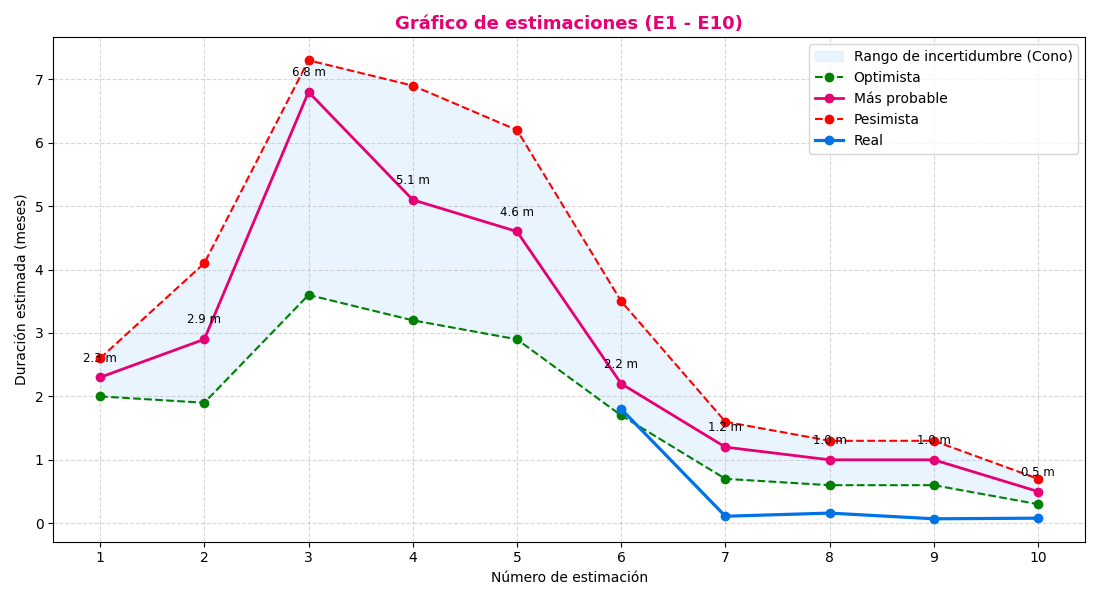 Gráfico de estimaciones (E1 - E10)
Rango de incertidumbre (Cono)
Optimista
Más probable
Pesimista
Real
Duración estimada (meses)
7
6
5
4
3
2
1
0
2.3 m
2.9 m
6.8 m
5.1 m
4.6 m
2.2 m
1.2 m
1.0 m
1.0 m
0.5 m
1 2 3 4 5 6 7 8 9 10
Número de estimación